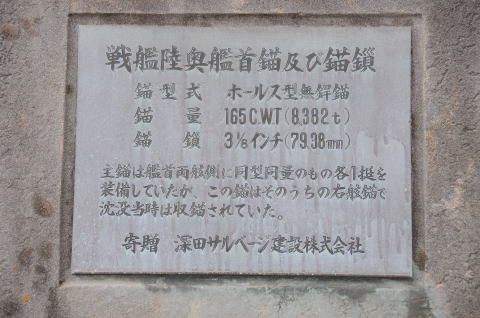 戦艦陸奥艦首錨及び錨鎖
錨型式 ホールス型無銲錨
錨量 165C.W.T(8,382t)
錨鎖 3⅛インチ(79.38mm)
主錨は艦首両舷側に同型同量のもの各1挺を
装備していたが、この錨はそのうちの右舷錨で
沈没当時は収錨されていた。
寄贈 深田サルベージ建設株式会社